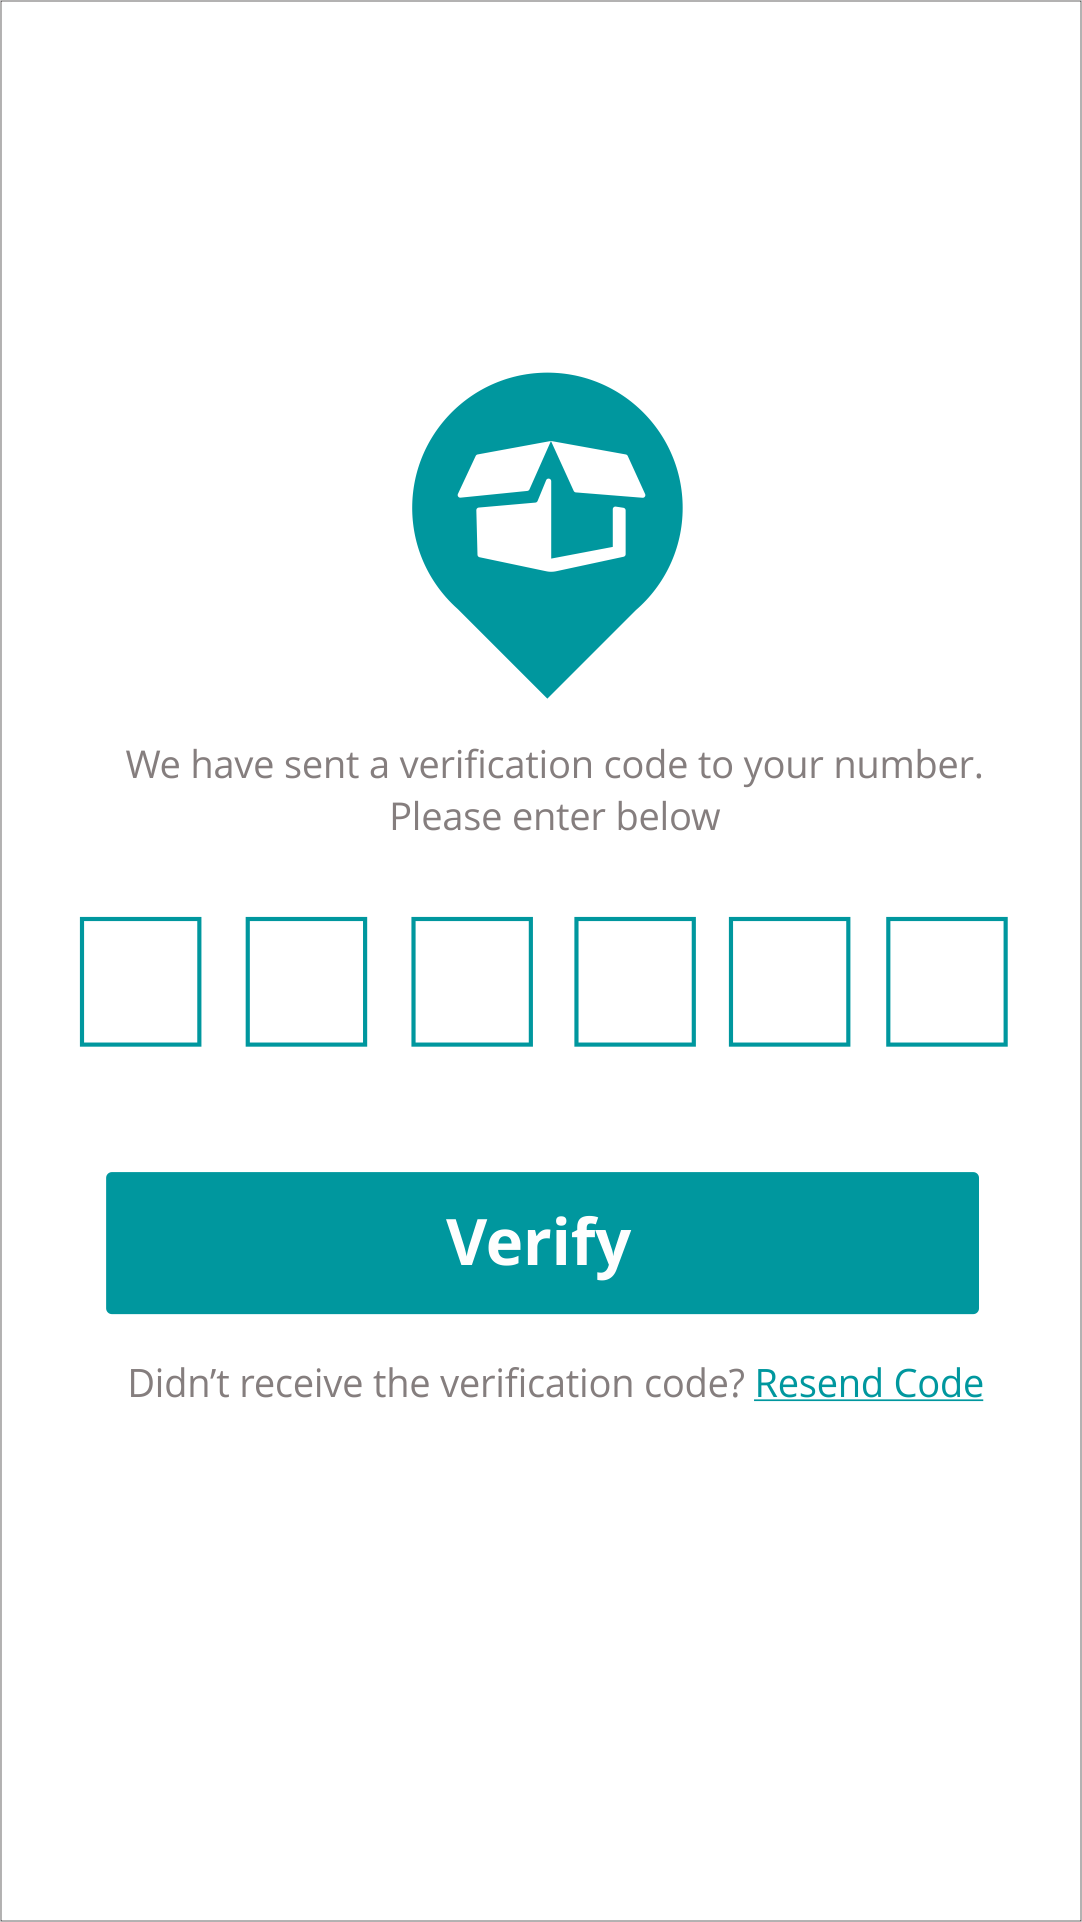 We have sent a verification code to your number.
Please enter below
Verify
Didn’t receive the verification code? Resend Code